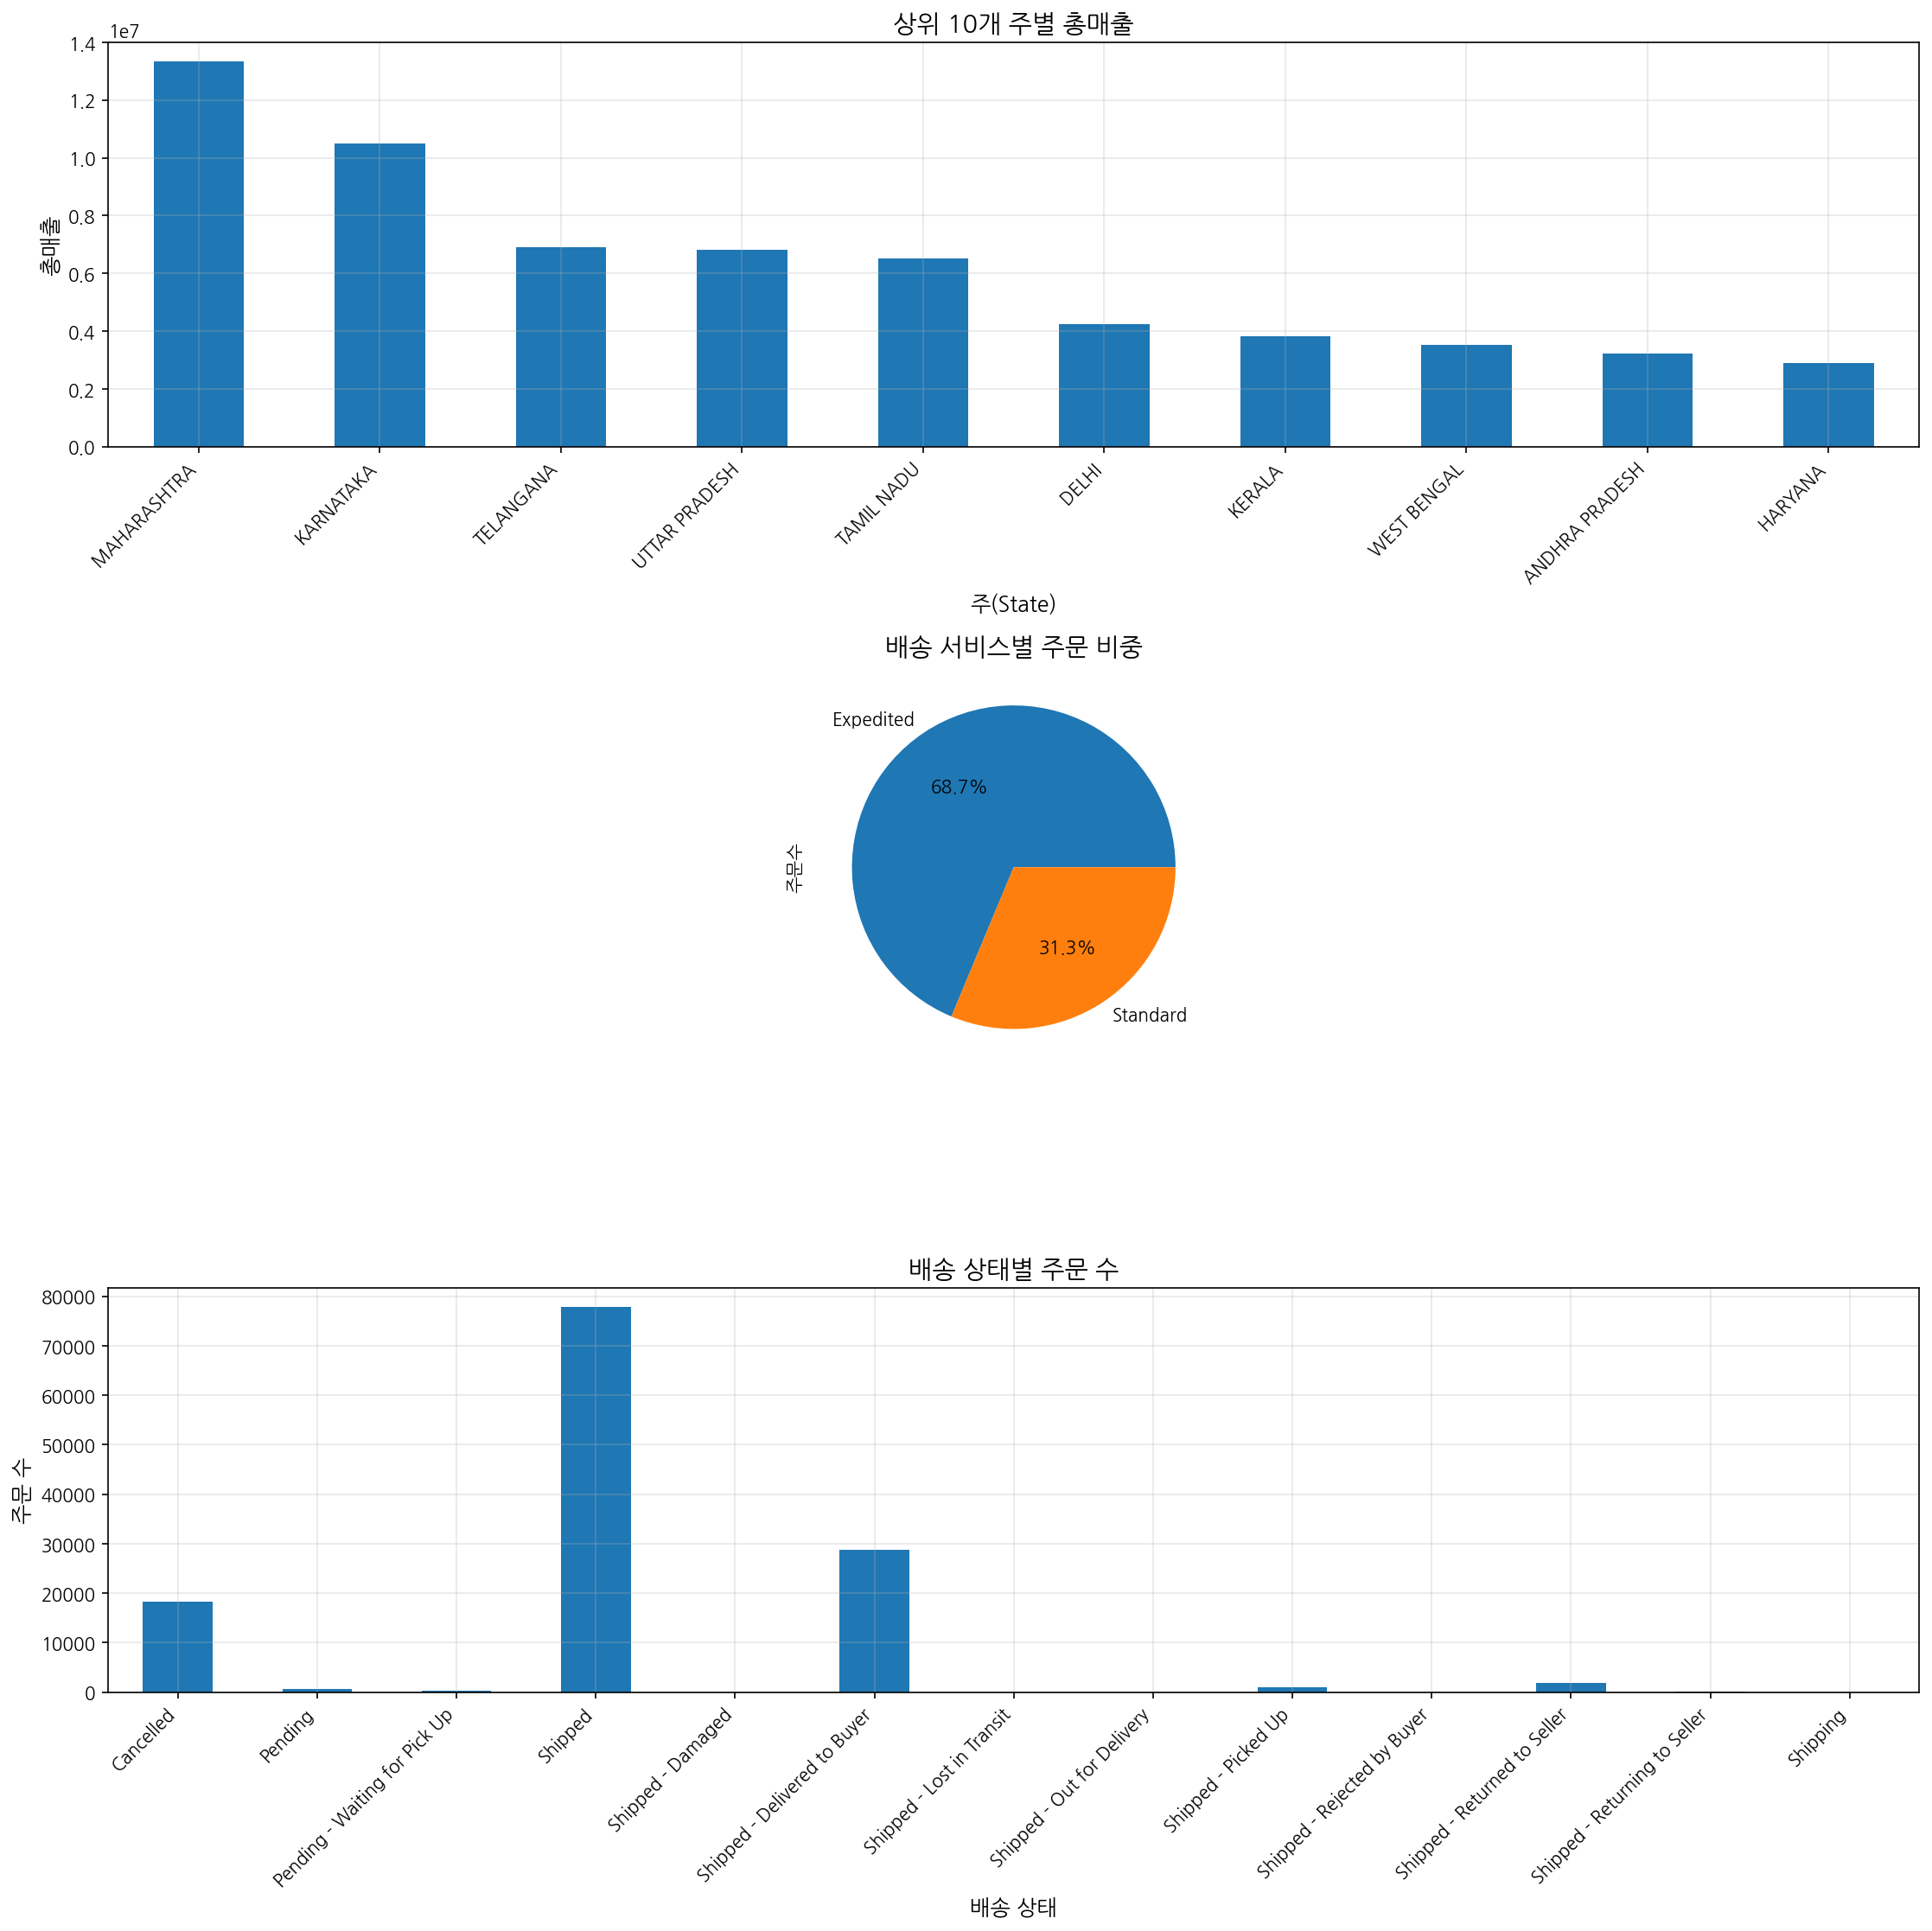 상위 10개 주별 총매출
1e7
1.4
1.2
1.0
0.8
0.6
0.4
0.2
0.0
총매출
MAHARASHTRA
KARNATAKA
TELANGANA
UTTAR PRADESH
TAMIL NADU
DELHI
KERALA
WEST BENGAL
ANDHRA PRADESH
HARYANA
주(State)
배송 서비스별 주문 비중
Expedited
68.7%
주문수
31.3%
Standard
배송 상태별 주문 수
80000
70000
60000
50000
40000
30000
20000
10000
0
주문 수
Cancelled
Pending
Pending - Waiting for Pick Up
Shipped
Shipped - Damaged
Shipped - Delivered to Buyer
Shipped - Lost in Transit
Shipped - Out for Delivery
Shipped - Picked Up
Shipped - Rejected by Buyer
Shipped - Returned to Seller
Shipped - Returning to Seller
Shipping
배송 상태